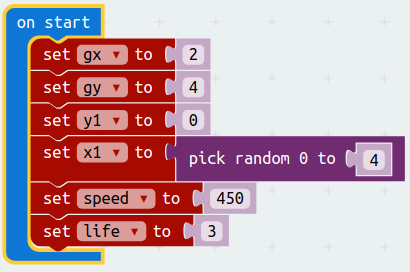 on start
set gx to 2
set gy to 4
set y1 to 0
set x1 to pick random 0 to 4
set speed to 450
set life to 3